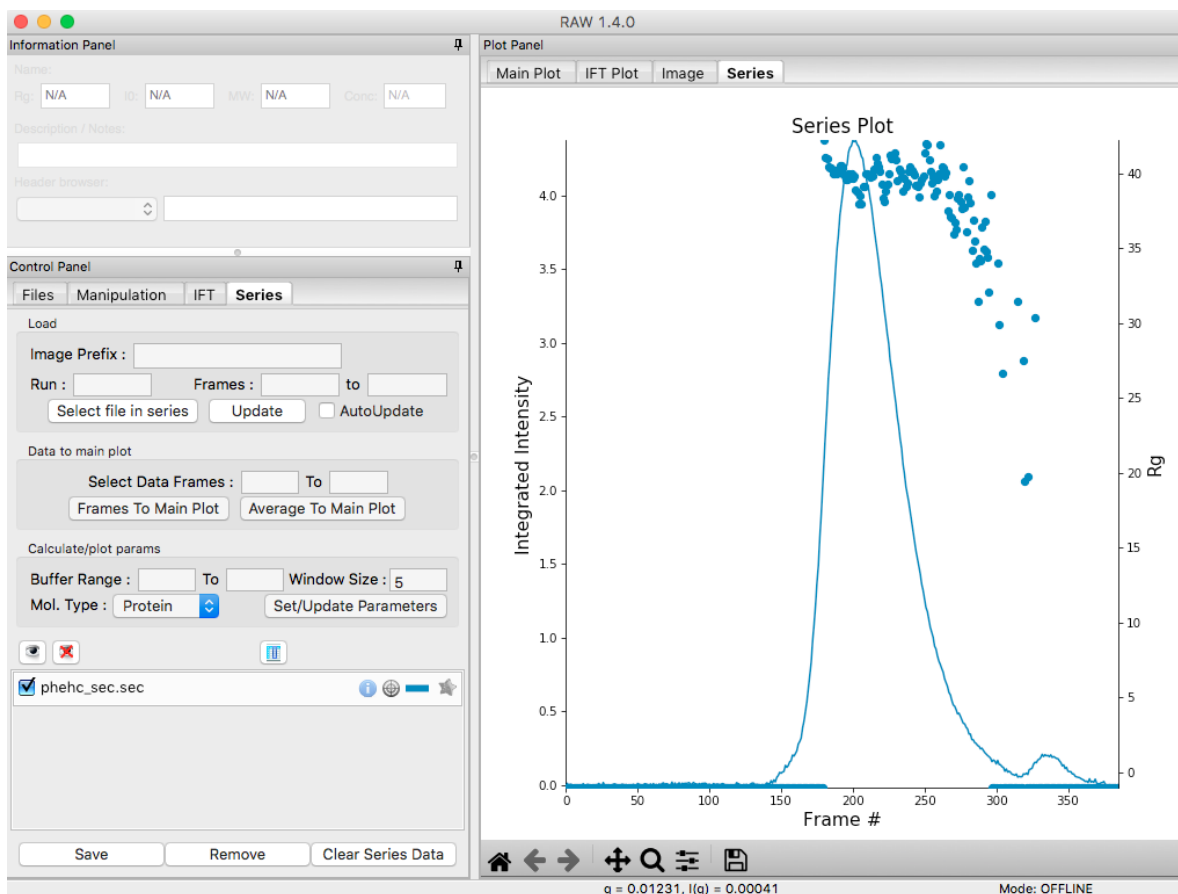 RAW 1.4.0
Information Panel
Name:
Rg: N/A I0: N/A MW: N/A Conc: N/A
Description / Notes:
Header browser:
Control Panel
Files Manipulation IFT Series
Load
Image Prefix :
Run : Frames : to
Select file in series Update AutoUpdate
Data to main plot
Select Data Frames : To
Frames To Main Plot Average To Main Plot
Calculate/plot params
Buffer Range : To Window Size : 5
Mol. Type : Protein Set/Update Parameters
phehc_sec.sec
Save Remove Clear Series Data
Plot Panel
Main Plot IFT Plot Image Series
Series Plot
Integrated Intensity
4.0
3.5
3.0
2.5
2.0
1.5
1.0
0.5
0.0
40
35
30
25
20
15
10
5
0
Rg
0 50 100 150 200 250 300 350
Frame #
q = 0.01231, I(q) = 0.00041
Mode: OFFLINE